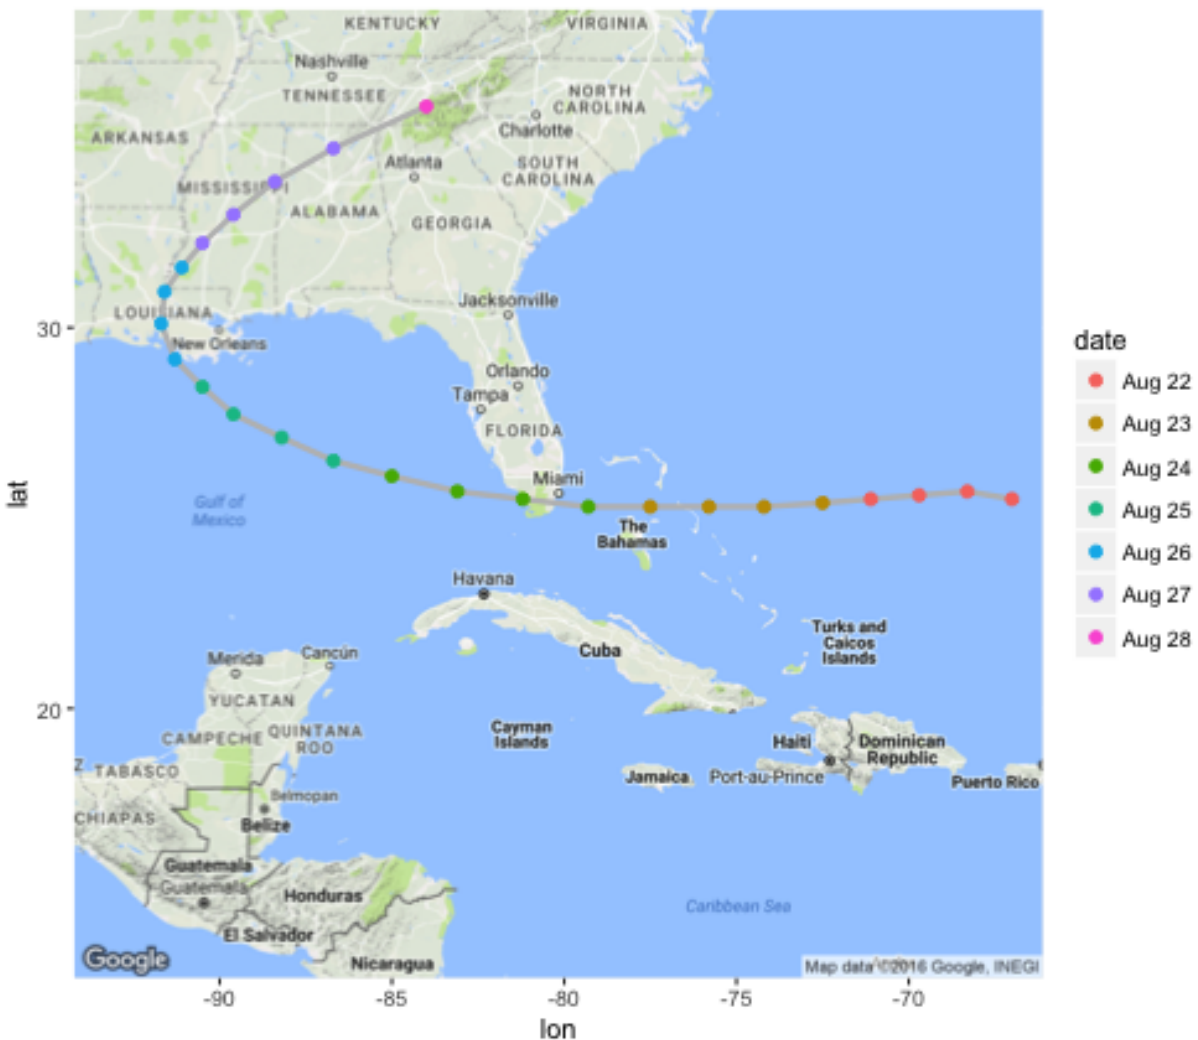 KENTUCKY
VIRGINIA
Nashville
TENNESSEE
NORTH
CAROLINA
ARKANSAS
Charlotte
Atlanta
SOUTH
CAROLINA
MISSISSIPPI
ALABAMA
GEORGIA
Jacksonville
LOUISIANA
30
New Orleans
date
Orlando
Aug 22
Tampa
Aug 23
FLORIDA
Aug 24
Miami
lat
Gulf of
Mexico
Aug 25
The
Bahamas
Aug 26
Havana
Aug 27
Turks and
Caicos
Islands
Aug 28
Cuba
Merida
Cancún
YUCATAN
20
CAMPECHE
QUINTANA
ROO
Cayman
Islands
Haiti
Dominican
Republic
Z
TABASCO
Jamaica
Port-au-Prince
Puerto Rico
Belmopan
CHIAPAS
Belize
Guatemala
Guatemala
Honduras
Caribbean Sea
El Salvador
Nicaragua
Google
Map data ©2016 Google, INEGI
-90
-85
-80
-75
-70
lon